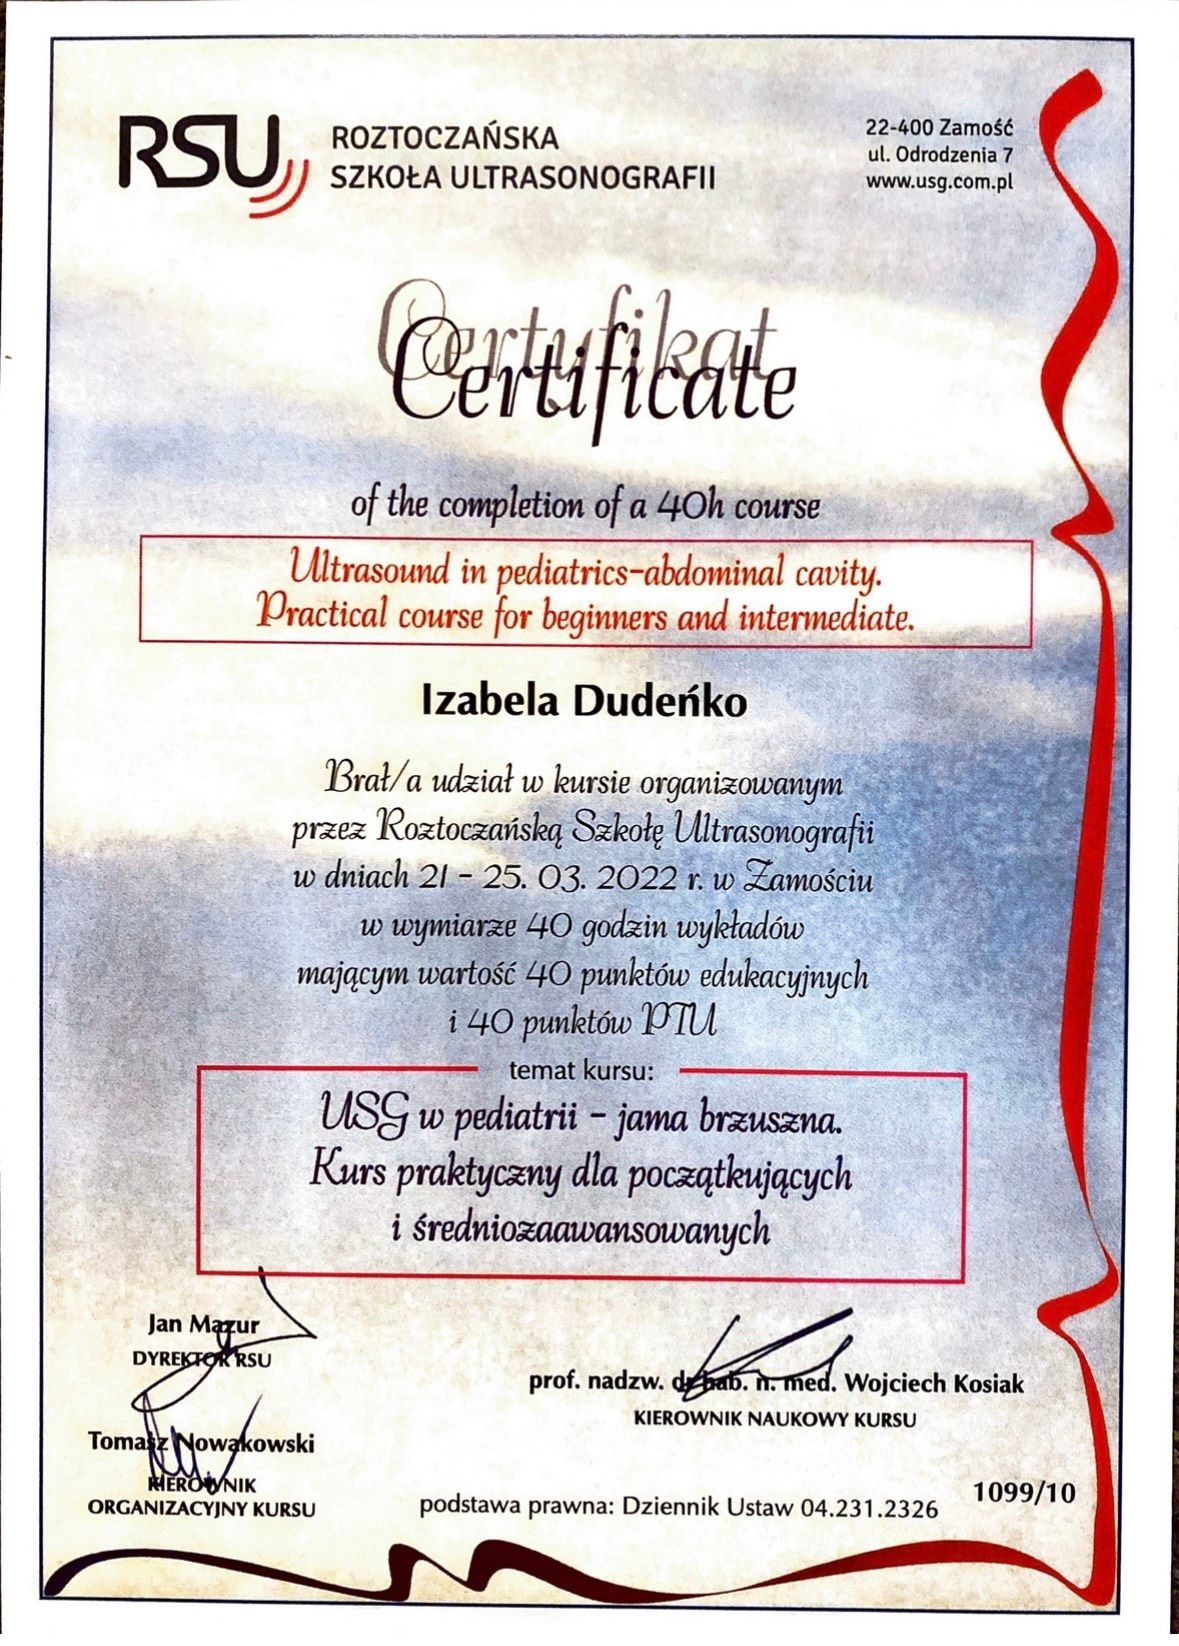 RSU
ROZTOCZAŃSKA
SZKOŁA ULTRASONOGRAFII
22-400 Zamość
ul. Odrodzenia 7
www.usg.com.pl
Certyfikat
Certificate
of the completion of a 40h course
Ultrasound in pediatrics-abdominal cavity.
Practical course for beginners and intermediate.
Izabela Dudeńko
Brał/a udział w kursie organizowanym
przez Roztoczańską Szkołę Ultrasonografii
w dniach 21 - 25. 03. 2022 r. w Zamościu
w wymiarze 40 godzin wykładów
mającym wartość 40 punktów edukacyjnych
i 40 punktów PTU
temat kursu:
USG w pediatrii - jama brzuszna.
Kurs praktyczny dla początkujących
i średniozaawansowanych
Jan Mazur
DYREKTOR RSU
prof. nadzw. dr hab. n. med. Wojciech Kosiak
KIEROWNIK NAUKOWY KURSU
Tomasz Nowakowski
KIEROWNIK
ORGANIZACYJNY KURSU
podstawa prawna: Dziennik Ustaw 04.231.2326
1099/10